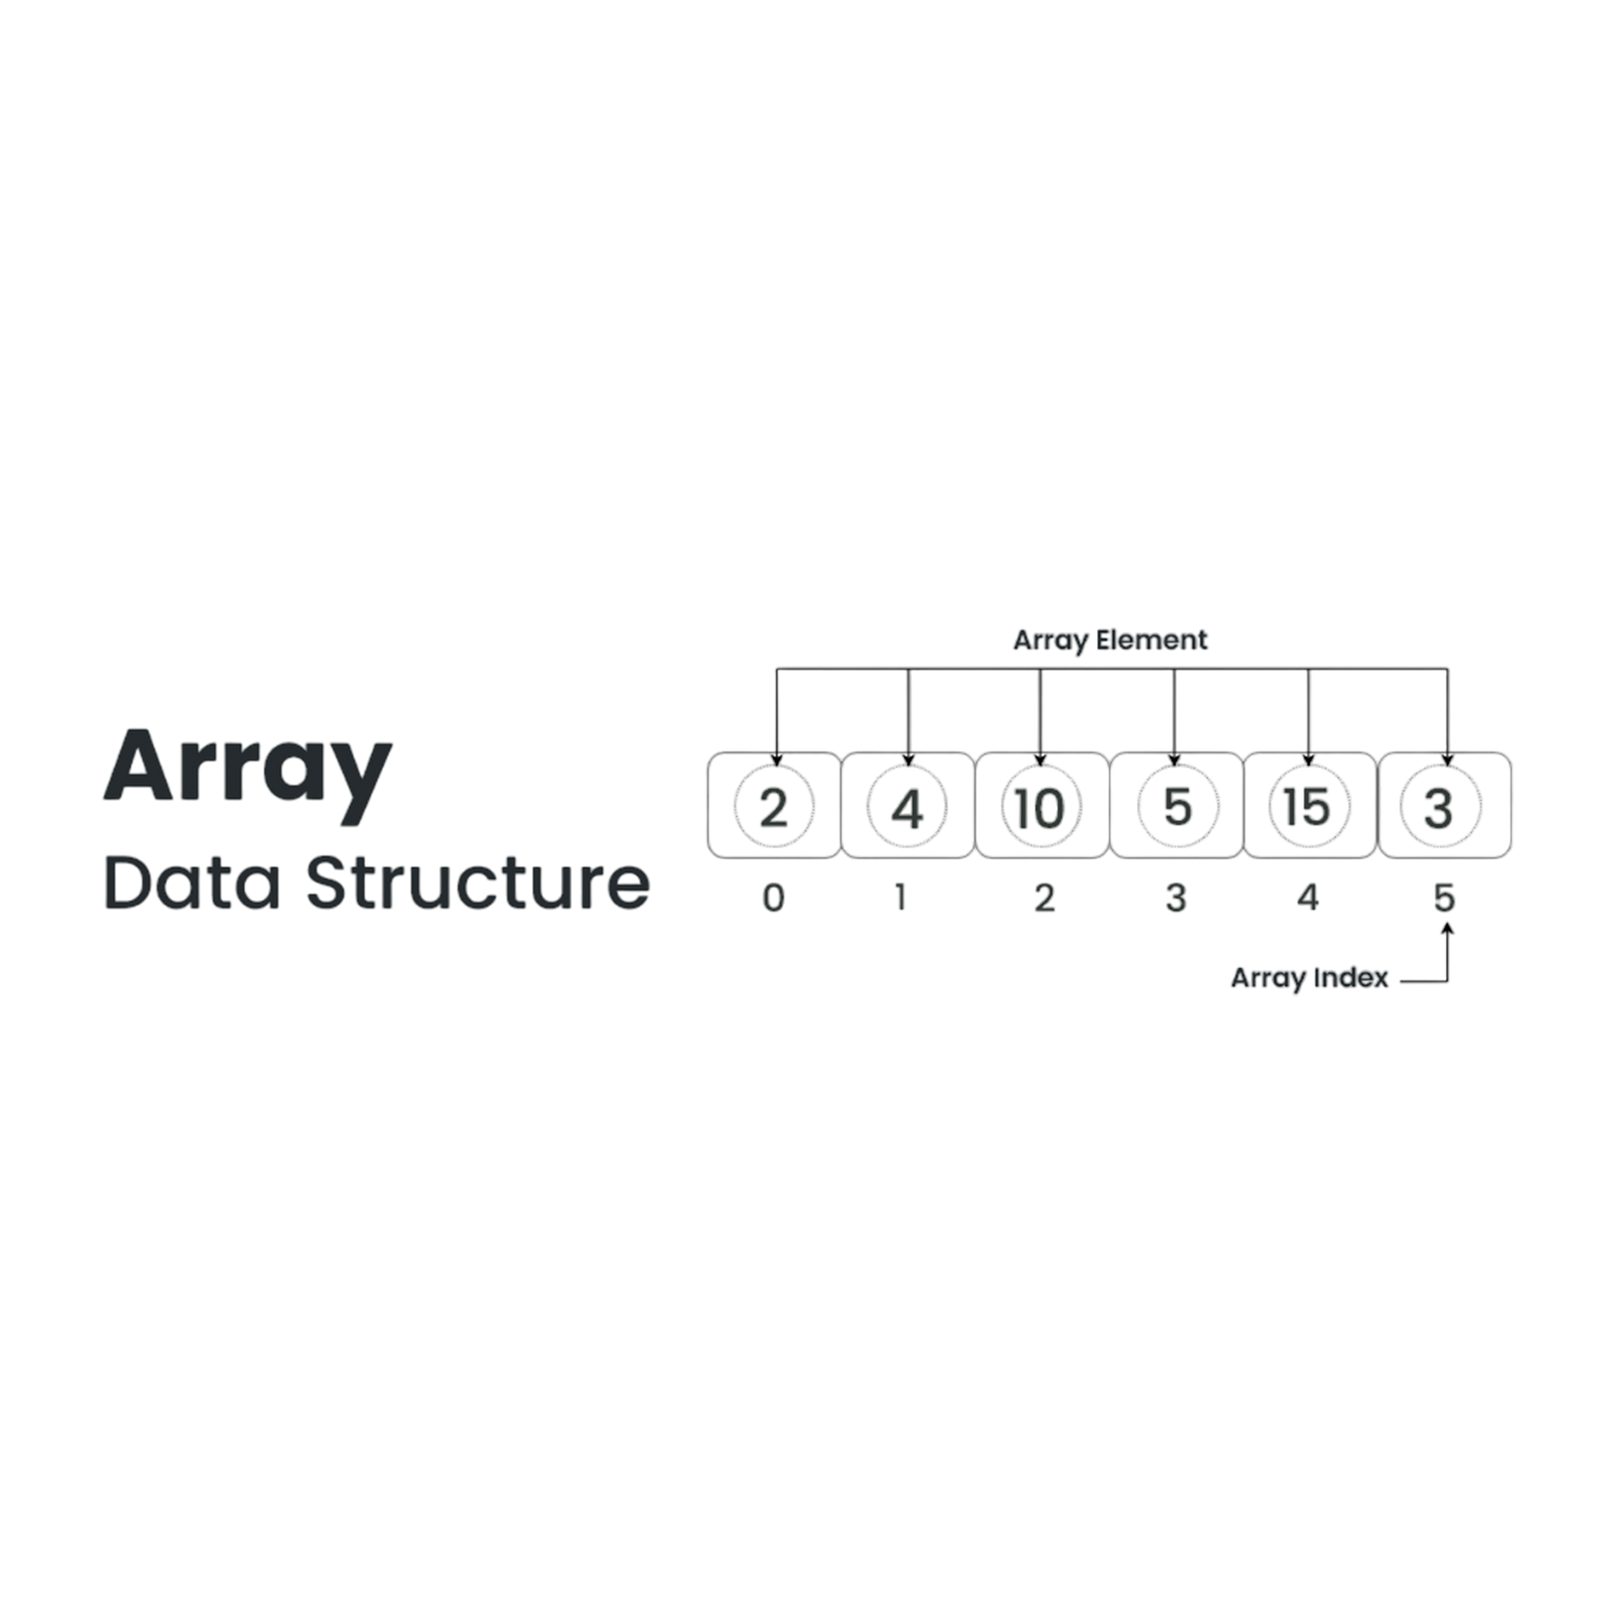 Array
Data Structure
Array Element
2 4 10 5 15 3
0 1 2 3 4 5
Array Index